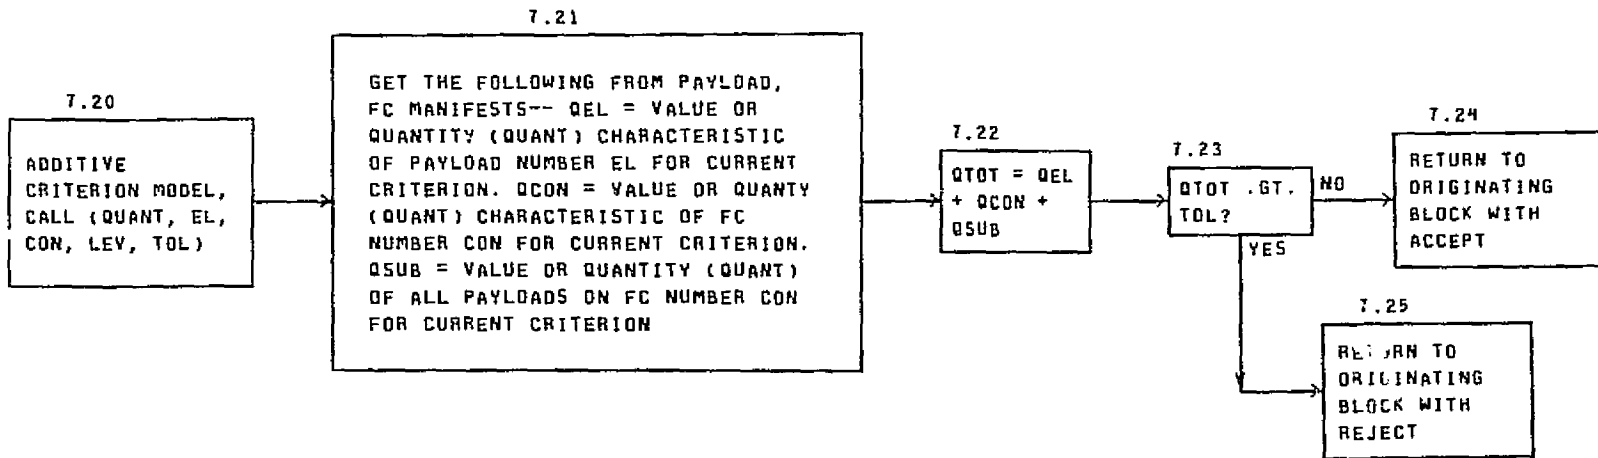 7.20
ADDITIVE
CRITERION MODEL,
CALL (QUANT, EL,
CON, LEV, TOL)
7.21
GET THE FOLLOWING FROM PAYLOAD,
FC MANIFESTS-- QEL = VALUE OR
QUANTITY (QUANT) CHARACTERISTIC
OF PAYLOAD NUMBER EL FOR CURRENT
CRITERION. QCON = VALUE OR QUANTY
(QUANT) CHARACTERISTIC OF FC
NUMBER CON FOR CURRENT CRITERION.
QSUB = VALUE OR QUANTITY (QUANT)
OF ALL PAYLOADS ON FC NUMBER CON
FOR CURRENT CRITERION
7.22
QTOT = QEL
+ QCON +
QSUB
7.23
QTOT .GT.
TOL?
NO
YES
7.24
RETURN TO
ORIGINATING
BLOCK WITH
ACCEPT
7.25
RETURN TO
ORIGINATING
BLOCK WITH
REJECT